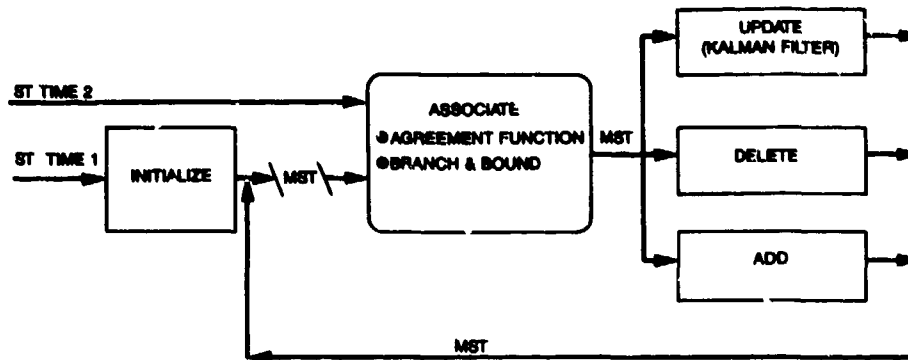 UPDATE
(KALMAN FILTER)
ST TIME 2
ASSOCIATE
AGREEMENT FUNCTION
BRANCH & BOUND
MST
ST TIME 1
INITIALIZE
MST
DELETE
ADD
MST